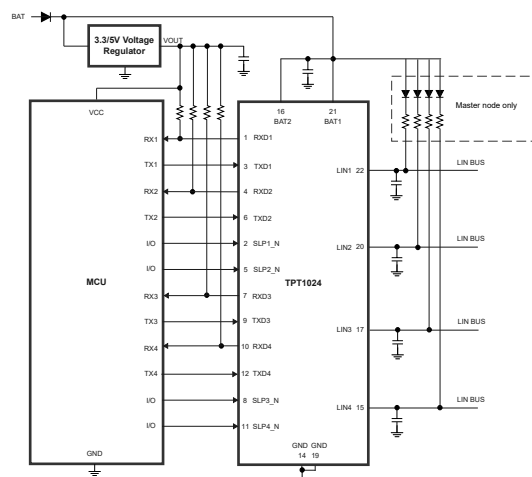 BAT
3.3/5V Voltage
Regulator
VOUT
VCC
16
BAT2
21
BAT1
Master node only
RX1
1 RXD1
LIN1 22
LIN BUS
TX1
3 TXD1
RX2
4 RXD2
TX2
6 TXD2
I/O
2 SLP1_N
LIN2 20
LIN BUS
I/O
5 SLP2_N
MCU
TPT1024
RX3
7 RXD3
TX3
9 TXD3
LIN3 17
LIN BUS
RX4
10 RXD4
TX4
12 TXD4
I/O
8 SLP3_N
LIN4 15
LIN BUS
I/O
11 SLP4_N
GND
GND GND
14 19